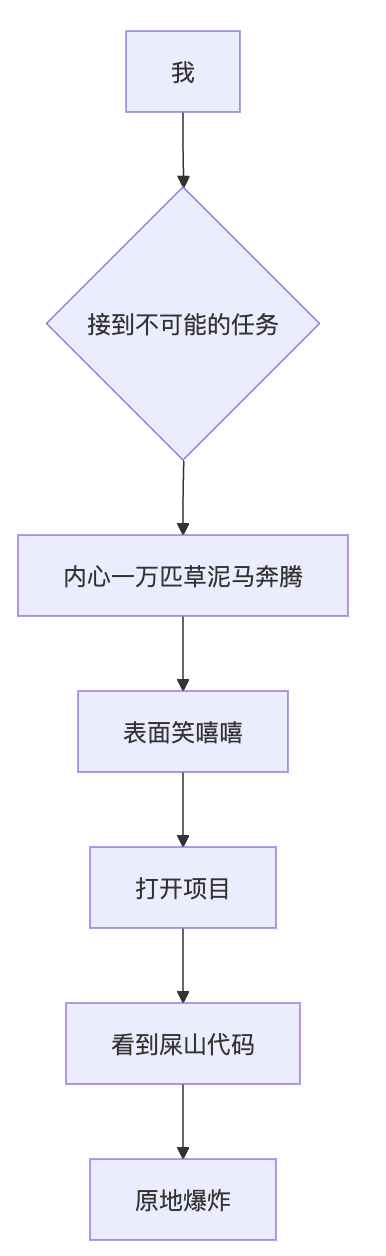 我
接到不可能的任务
内心一万匹草泥马奔腾
表面笑嘻嘻
打开项目
看到屎山代码
原地爆炸